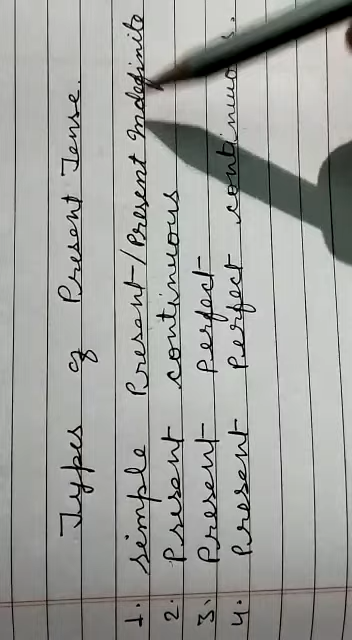 Types of Present Tense.
1. simple Present/Present Indefinite
2. Present continuous
3. Present Perfect
4. Present Perfect continuous.